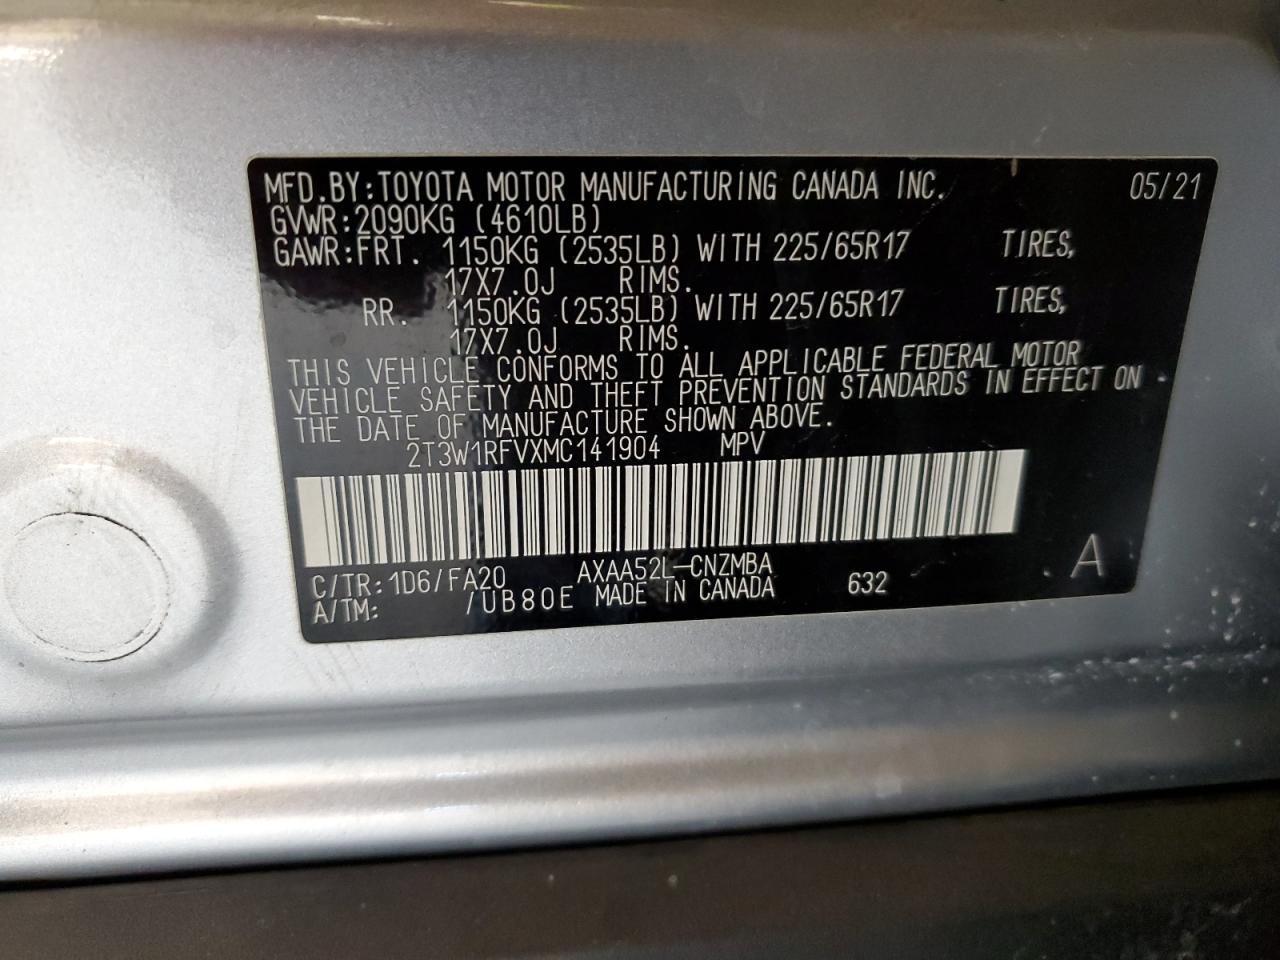 MFD.BY:TOYOTA MOTOR MANUFACTURING CANADA INC. 05/21
GVWR:2090KG (4610LB)
GAWR:FRT. 1150KG (2535LB) WITH 225/65R17 TIRES,
17X7.0J RIMS.
RR. 1150KG (2535LB) WITH 225/65R17 TIRES,
17X7.0J RIMS.
THIS VEHICLE CONFORMS TO ALL APPLICABLE FEDERAL MOTOR
VEHICLE SAFETY AND THEFT PREVENTION STANDARDS IN EFFECT ON
THE DATE OF MANUFACTURE SHOWN ABOVE.
2T3W1RFVXMC141904 MPV
C/TR:1D6/FA20 AXAA52L-CNZMBA
A/TM: /UB80E MADE IN CANADA 632 A